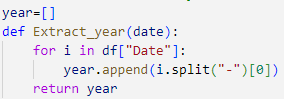 year=[]
def Extract_year(date):
    for i in df["Date"]:
        year.append(i.split("-")[0])
    return year